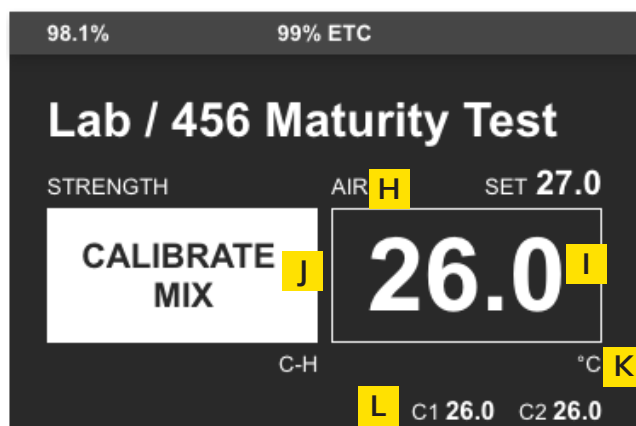 98.1% 99% ETC
Lab / 456 Maturity Test
STRENGTH AIR H SET 27.0
CALIBRATE
MIX
J 26.0 I
C-H °C K
L C1 26.0 C2 26.0